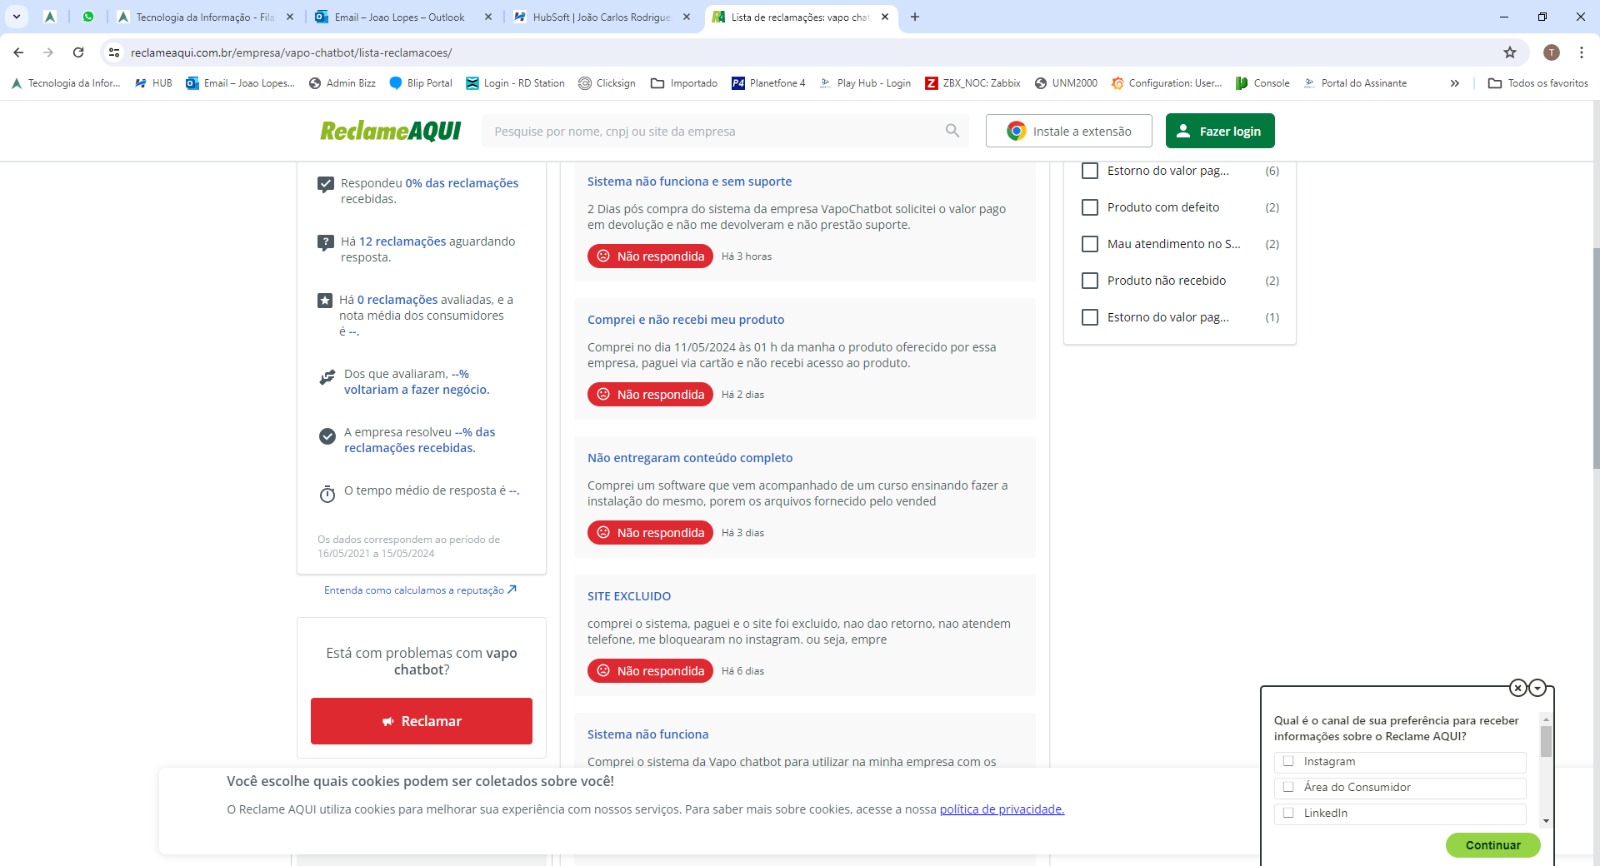 Tecnologia da Informação - Fila
Email – Joao Lopes – Outlook
HubSoft | João Carlos Rodrigue
Lista de reclamações: vapo chat
reclameaqui.com.br/empresa/vapo-chatbot/lista-reclamacoes/
T
Tecnologia da Infor...
HUB
Email – Joao Lopes...
Admin Bizz
Blip Portal
Login - RD Station
Clicksign
Importado
Planetfone 4
Play Hub - Login
ZBX_NOC: Zabbix
UNM2000
Configuration: User...
Console
Portal do Assinante
»
Todos os favoritos
ReclameAQUI
Pesquise por nome, cnpj ou site da empresa
Instale a extensão
Fazer login
Respondeu 0% das reclamações
recebidas.
Há 12 reclamações aguardando
resposta.
Há 0 reclamações avaliadas, e a
nota média dos consumidores
é --.
Dos que avaliaram, --%
voltariam a fazer negócio.
A empresa resolveu --% das
reclamações recebidas.
O tempo médio de resposta é --.
Os dados correspondem ao período de
16/05/2021 a 15/05/2024
Entenda como calculamos a reputação
Está com problemas com vapo
chatbot?
Reclamar
Sistema não funciona e sem suporte
2 Dias pós compra do sistema da empresa VapoChatbot solicitei o valor pago
em devolução e não me devolveram e não prestão suporte.
Não respondida Há 3 horas
Comprei e não recebi meu produto
Comprei no dia 11/05/2024 às 01 h da manha o produto oferecido por essa
empresa, paguei via cartão e não recebi acesso ao produto.
Não respondida Há 2 dias
Não entregaram conteúdo completo
Comprei um software que vem acompanhado de um curso ensinando fazer a
instalação do mesmo, porem os arquivos fornecido pelo vended
Não respondida Há 3 dias
SITE EXCLUIDO
comprei o sistema, paguei e o site foi excluido, nao dao retorno, nao atendem
telefone, me bloquearam no instagram. ou seja, empre
Não respondida Há 6 dias
Sistema não funciona
Comprei o sistema da Vapo chatbot para utilizar na minha empresa com os
Estorno do valor pag... (6)
Produto com defeito (2)
Mau atendimento no S... (2)
Produto não recebido (2)
Estorno do valor pag... (1)
Você escolhe quais cookies podem ser coletados sobre você!
O Reclame AQUI utiliza cookies para melhorar sua experiência com nossos serviços. Para saber mais sobre cookies, acesse a nossa política de privacidade.
Qual é o canal de sua preferência para receber
informações sobre o Reclame AQUI?
Instagram
Área do Consumidor
LinkedIn
Continuar